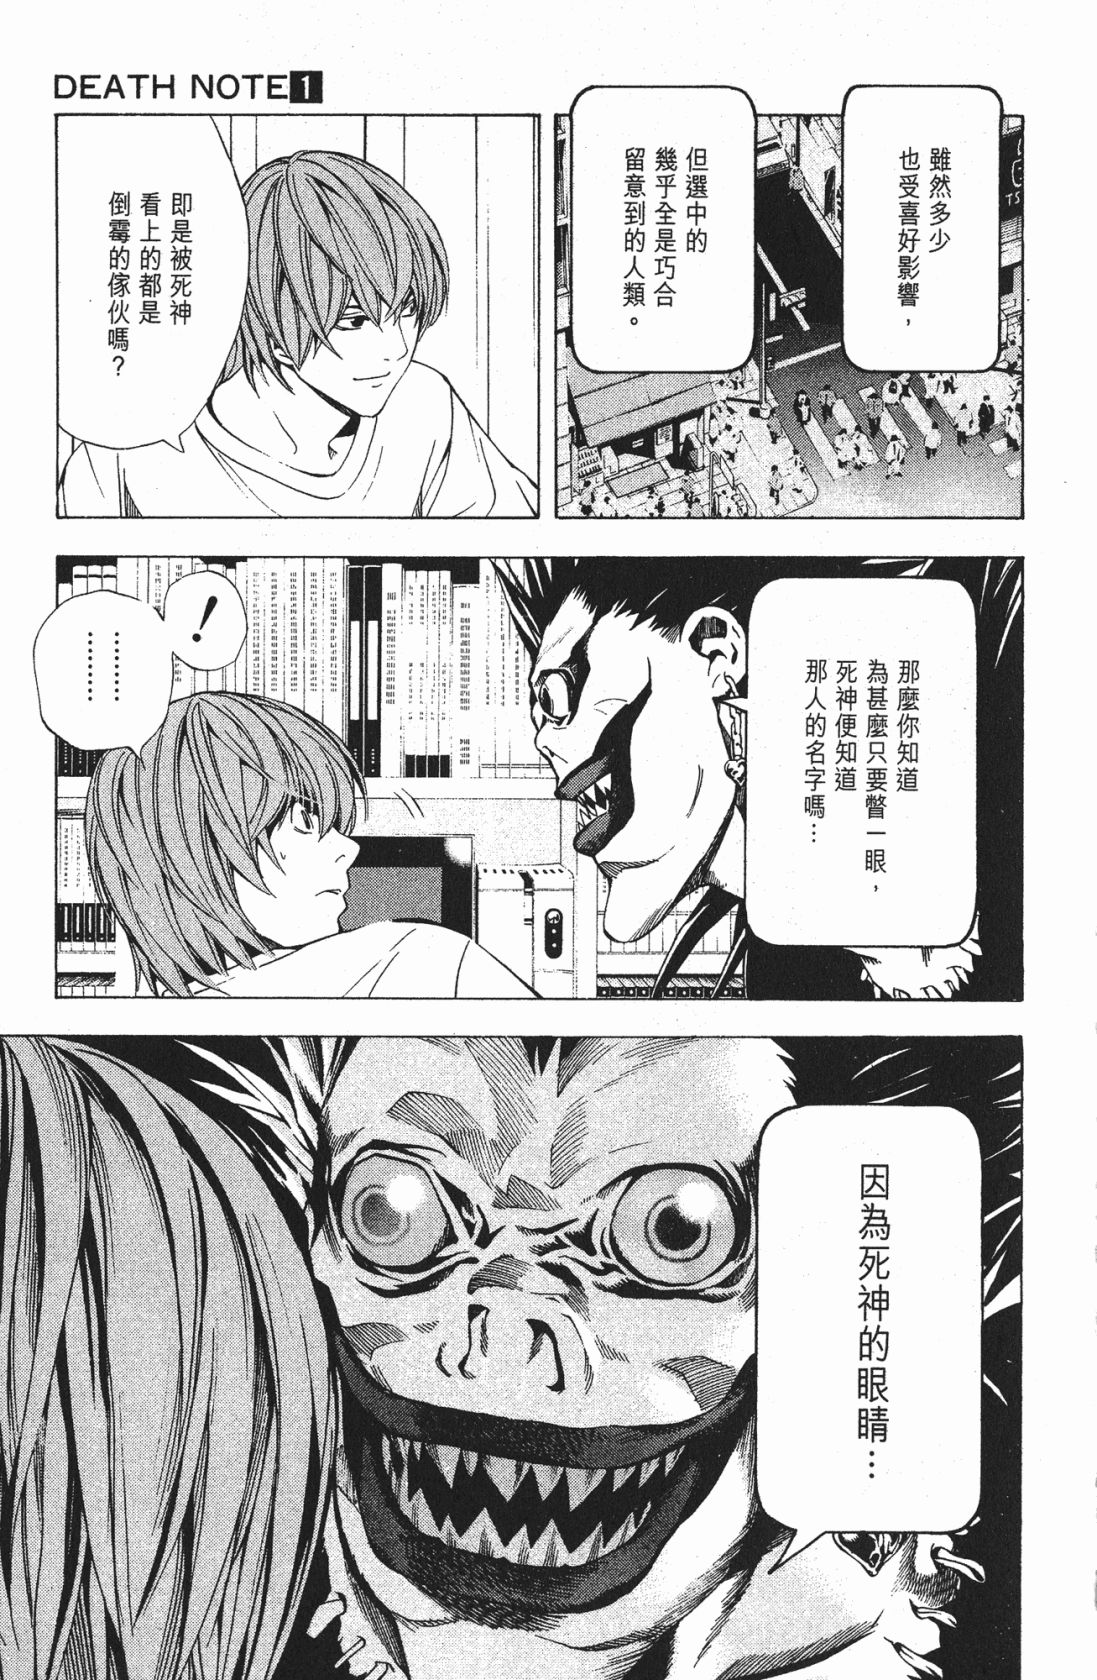 DEATH NOTE 1
雖然多少
也受喜好影響，
但選中的
幾乎全是巧合
留意到的人類。
即是被死神
看上的都是
倒霉的傢伙嗎？
那麼你知道
為甚麼只要瞥一眼，
死神便知道
那人的名字嗎…
！
………
………
因為死神的眼睛…